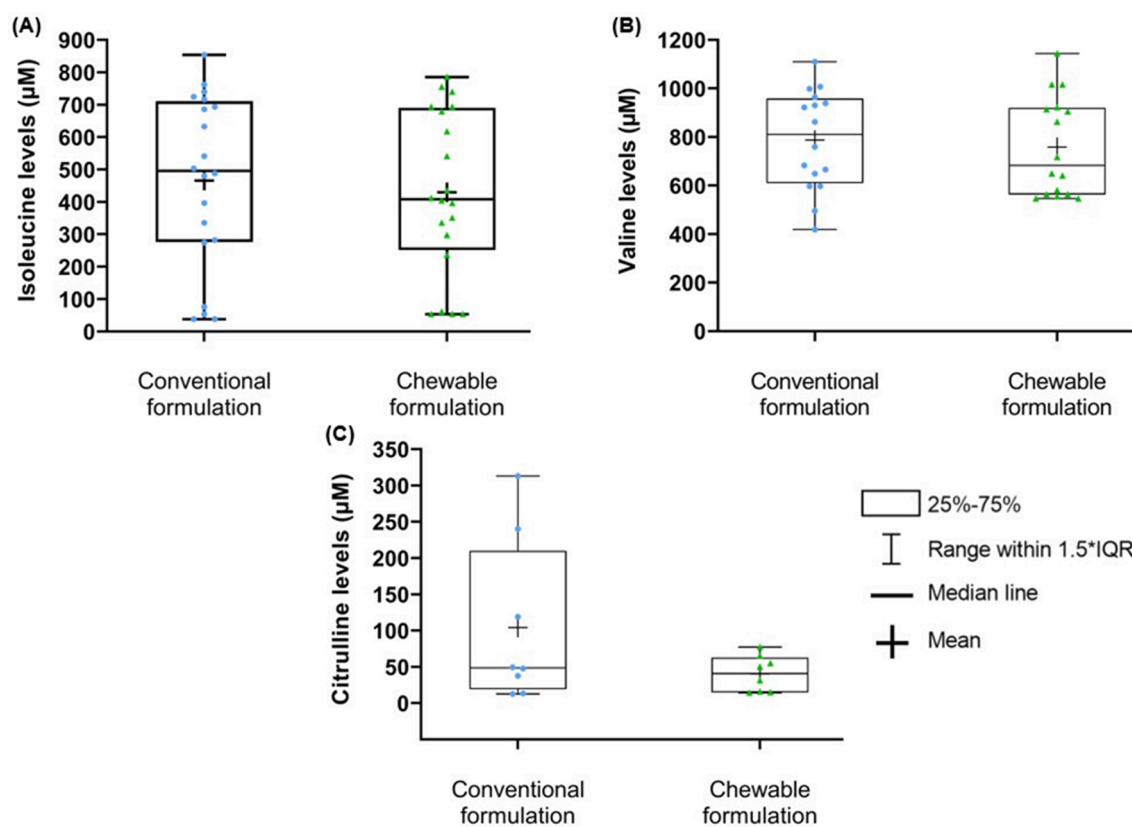 (A)
Isoleucine levels (µM)
900
800
700
600
500
400
300
200
100
0
Conventional
formulation
Chewable
formulation
(B)
Valine levels (µM)
1200
1000
800
600
400
200
0
Conventional
formulation
Chewable
formulation
(C)
Citrulline levels (µM)
350
300
250
200
150
100
50
0
Conventional
formulation
Chewable
formulation
25%-75%
Range within 1.5*IQR
Median line
Mean